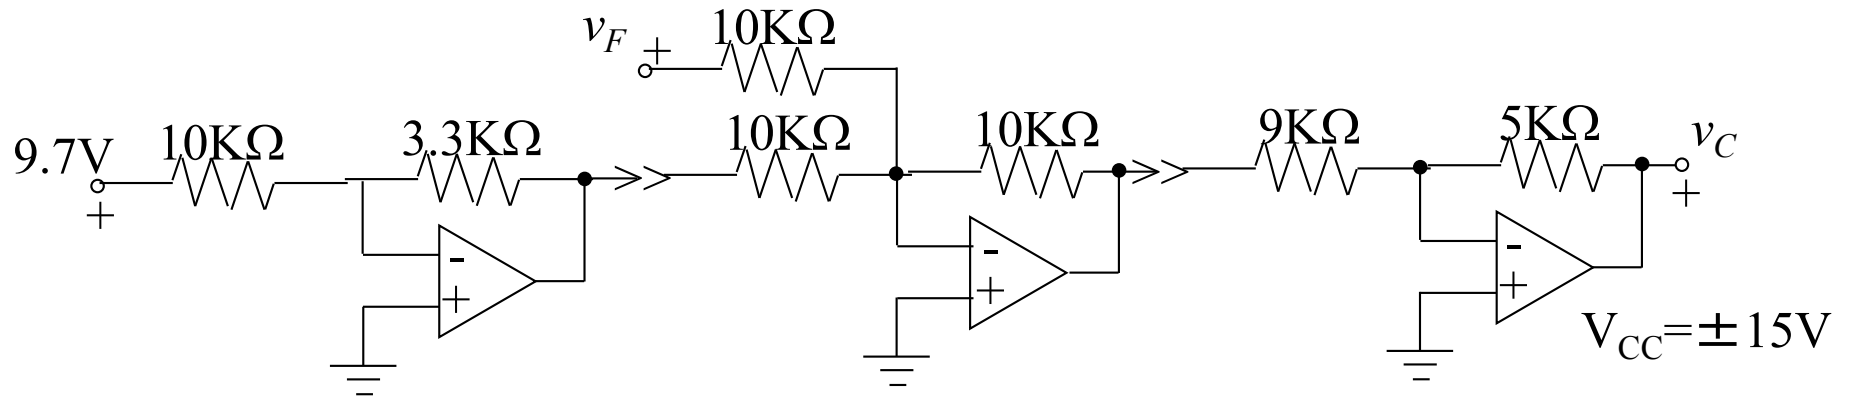 v_F + 10KΩ
9.7V 10KΩ 3.3KΩ 10KΩ 10KΩ 9KΩ 5KΩ v_C
+ +
- - -
+ + +
V_CC=±15V